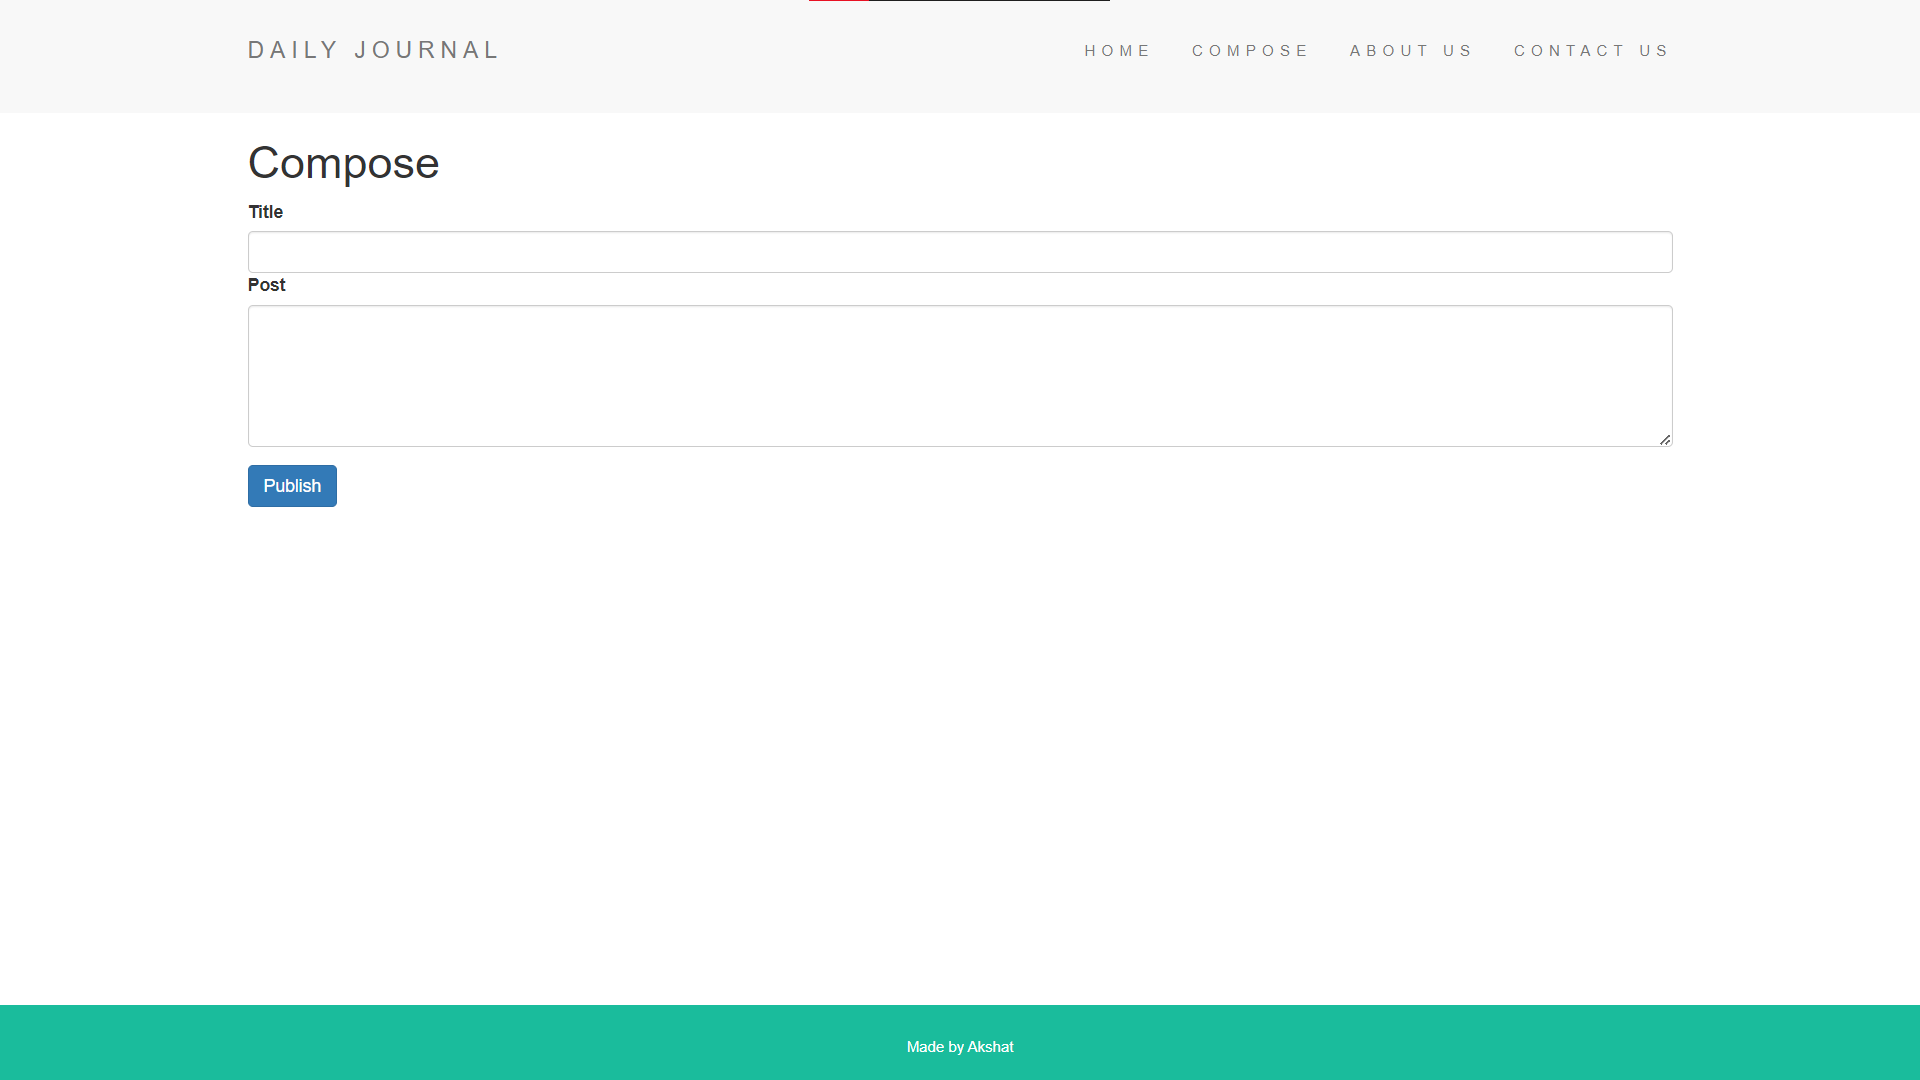 DAILY JOURNAL
HOME COMPOSE ABOUT US CONTACT US
Compose
Title
Post
Publish
Made by Akshat